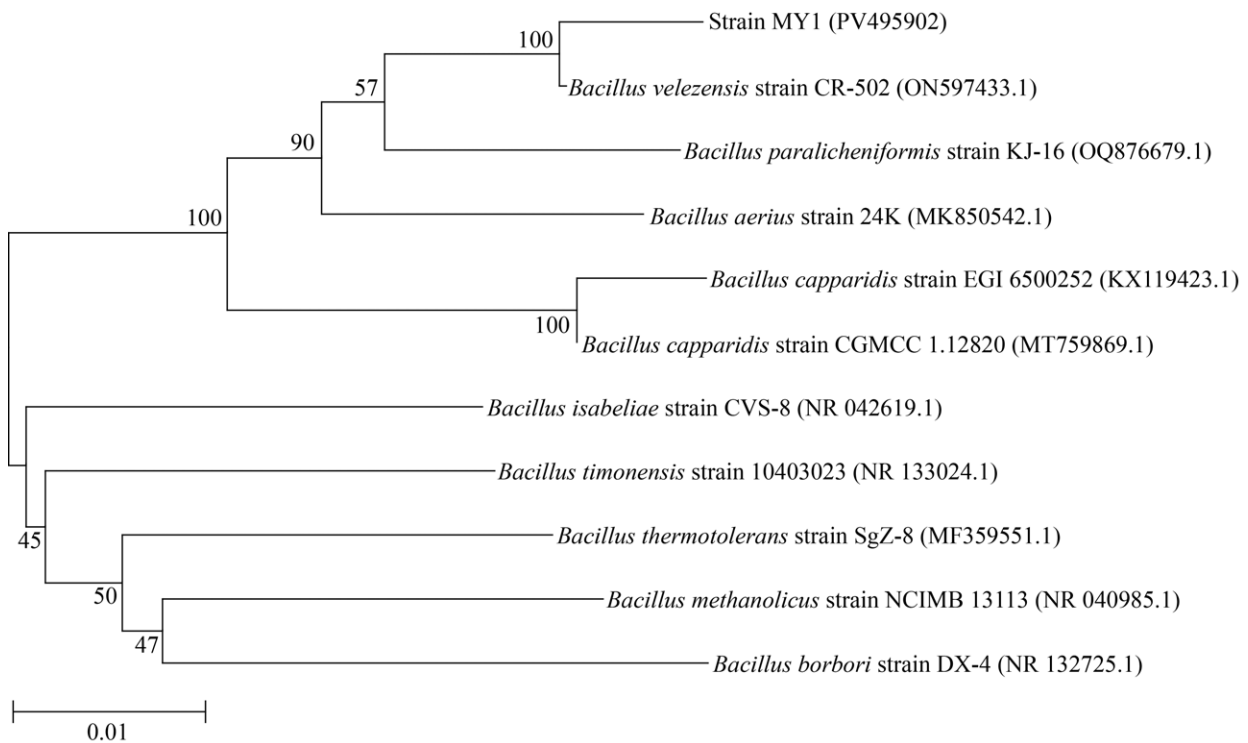 100
Strain MY1 (PV495902)
Bacillus velezensis strain CR-502 (ON597433.1)
57
Bacillus paralicheniformis strain KJ-16 (OQ876679.1)
90
Bacillus aerius strain 24K (MK850542.1)
100
Bacillus capparidis strain EGI 6500252 (KX119423.1)
100
Bacillus capparidis strain CGMCC 1.12820 (MT759869.1)
Bacillus isabeliae strain CVS-8 (NR 042619.1)
Bacillus timonensis strain 10403023 (NR 133024.1)
45
Bacillus thermotolerans strain SgZ-8 (MF359551.1)
50
Bacillus methanolicus strain NCIMB 13113 (NR 040985.1)
47
Bacillus borbori strain DX-4 (NR 132725.1)
0.01